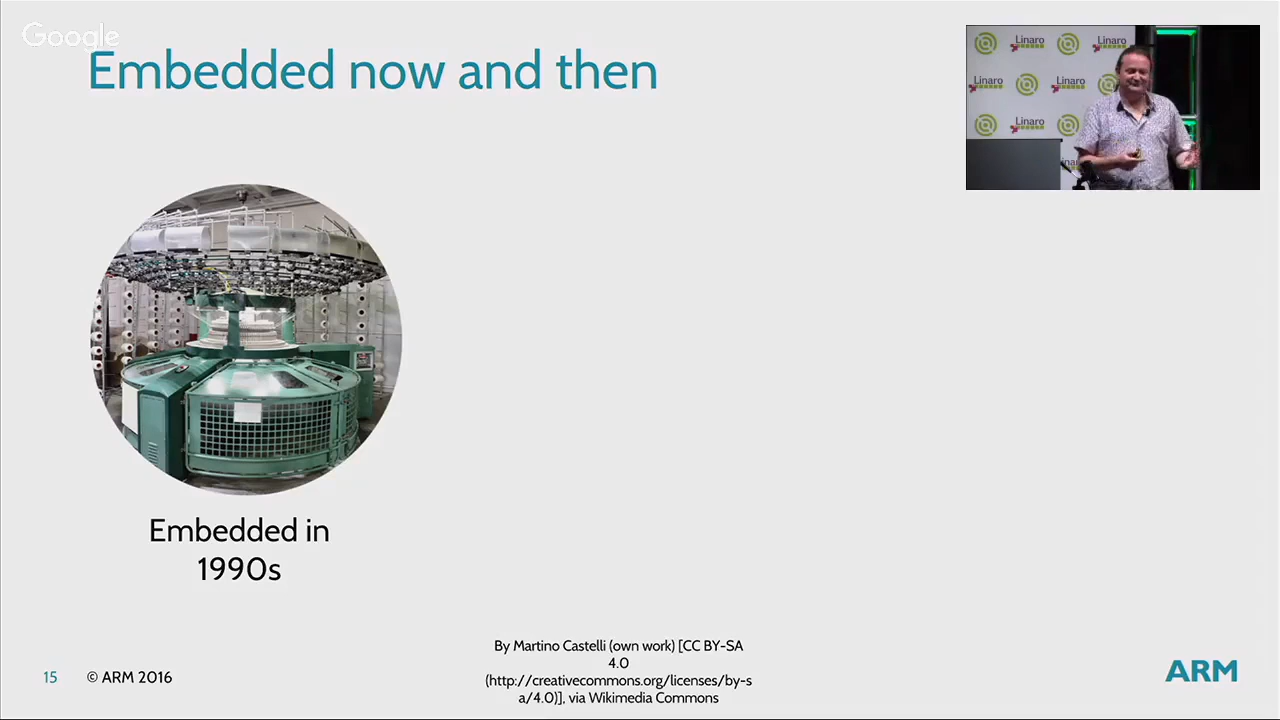 Google
Embedded now and then
Linaro
Linaro
Linaro
Linaro
Linaro
Embedded in
1990s
By Martino Castelli (own work) [CC BY-SA
4.0
(http://creativecommons.org/licenses/by-s
a/4.0)], via Wikimedia Commons
15
© ARM 2016
ARM